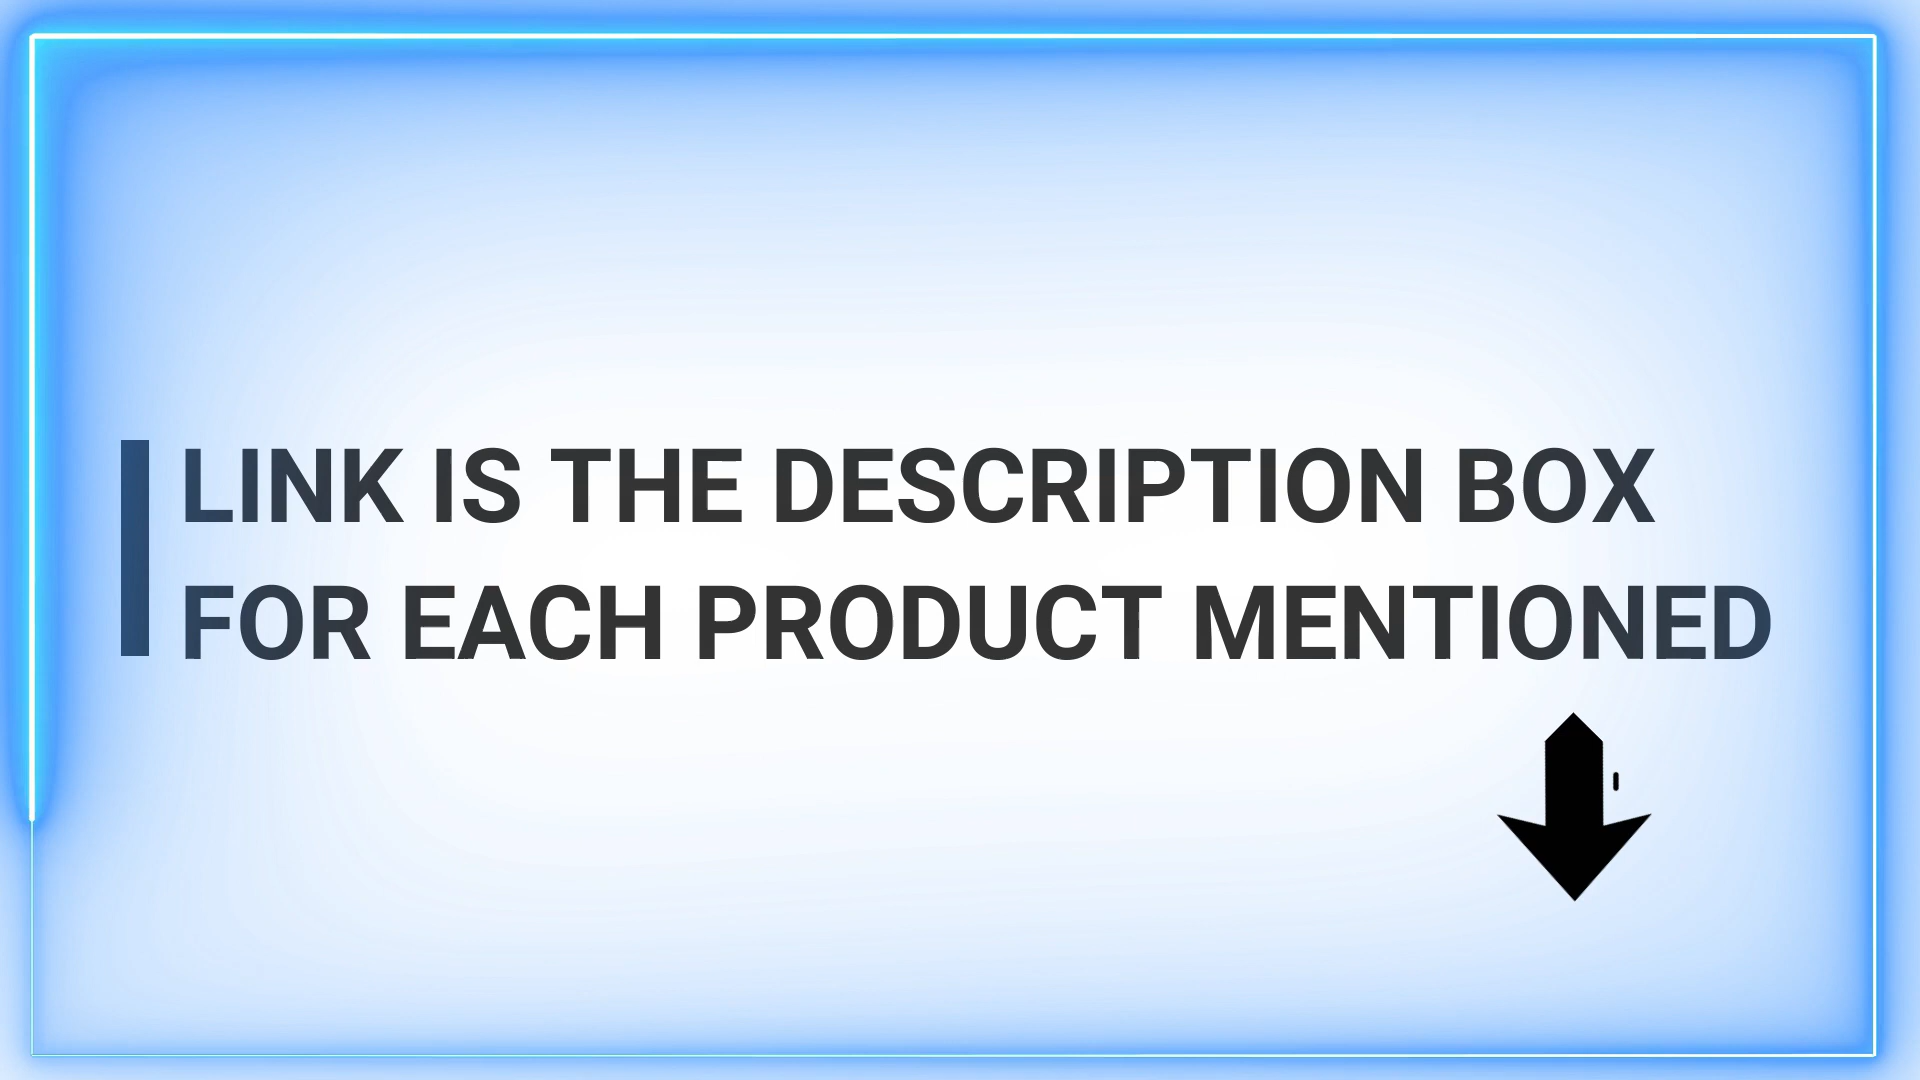 LINK IS THE DESCRIPTION BOX
FOR EACH PRODUCT MENTIONED